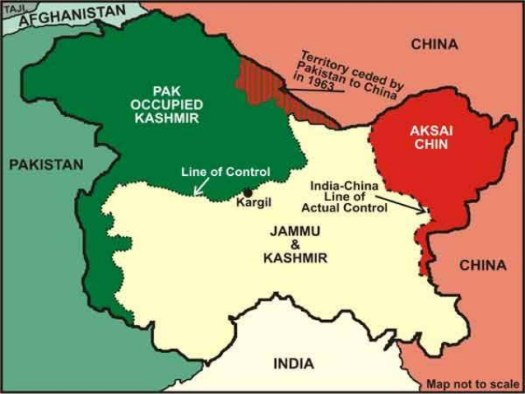 TAJI.
AFGHANISTAN
CHINA
Territory ceded by
Pakistan to China
in 1963
PAK
OCCUPIED
KASHMIR
AKSAI
CHIN
PAKISTAN
Line of Control
India-China
Line of
Actual Control
Kargil
JAMMU
&
KASHMIR
CHINA
INDIA
Map not to scale